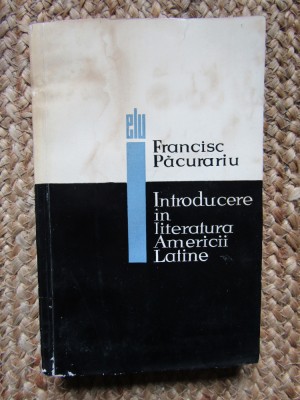 elu
Francisc
Păcurariu
Introducere
în
literatura
Americii
Latine